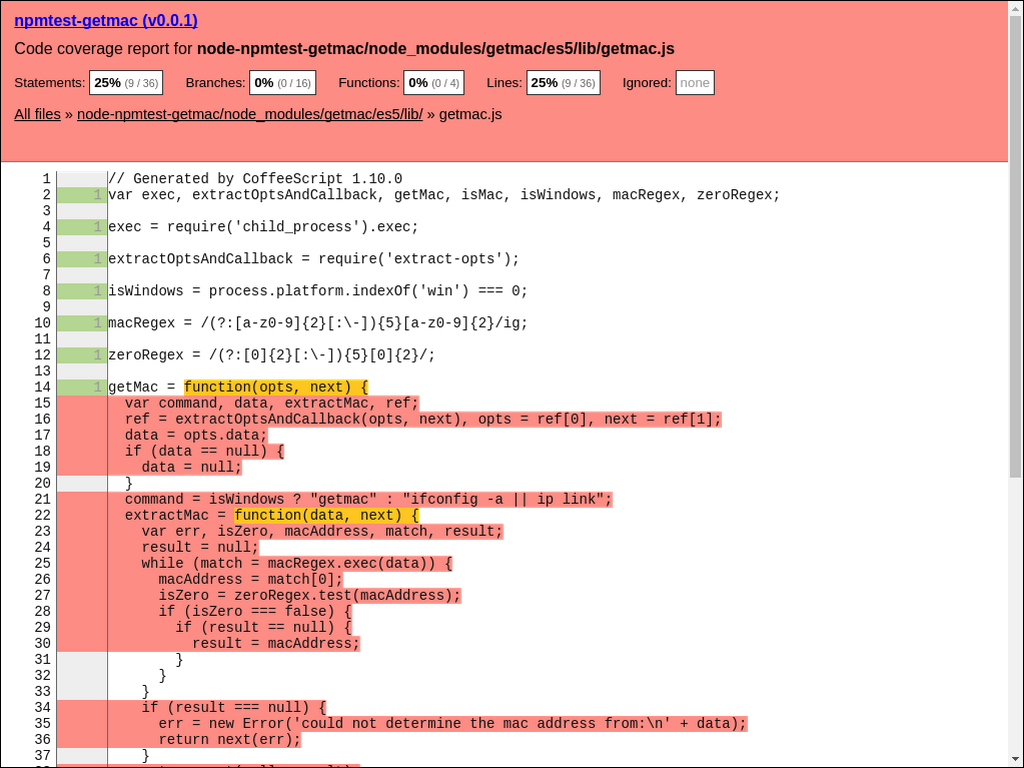 npmtest-getmac (v0.0.1)
Code coverage report for node-npmtest-getmac/node_modules/getmac/es5/lib/getmac.js
Statements: 25% (9 / 36) Branches: 0% (0 / 16) Functions: 0% (0 / 4) Lines: 25% (9 / 36) Ignored: none
All files » node-npmtest-getmac/node_modules/getmac/es5/lib/ » getmac.js
1 // Generated by CoffeeScript 1.10.0
2 1 var exec, extractOptsAndCallback, getMac, isMac, isWindows, macRegex, zeroRegex;
3
4 1 exec = require('child_process').exec;
5
6 1 extractOptsAndCallback = require('extract-opts');
7
8 1 isWindows = process.platform.indexOf('win') === 0;
9
10 1 macRegex = /(?:[a-z0-9]{2}[:\-]){5}[a-z0-9]{2}/ig;
11
12 1 zeroRegex = /(?:[0]{2}[:\-]){5}[0]{2}/;
13
14 1 getMac = function(opts, next) {
15 var command, data, extractMac, ref;
16 ref = extractOptsAndCallback(opts, next), opts = ref[0], next = ref[1];
17 data = opts.data;
18 if (data == null) {
19 data = null;
20 }
21 command = isWindows ? "getmac" : "ifconfig -a || ip link";
22 extractMac = function(data, next) {
23 var err, isZero, macAddress, match, result;
24 result = null;
25 while (match = macRegex.exec(data)) {
26 macAddress = match[0];
27 isZero = zeroRegex.test(macAddress);
28 if (isZero === false) {
29 if (result == null) {
30 result = macAddress;
31 }
32 }
33 }
34 if (result === null) {
35 err = new Error('could not determine the mac address from:\n' + data);
36 return next(err);
37 }